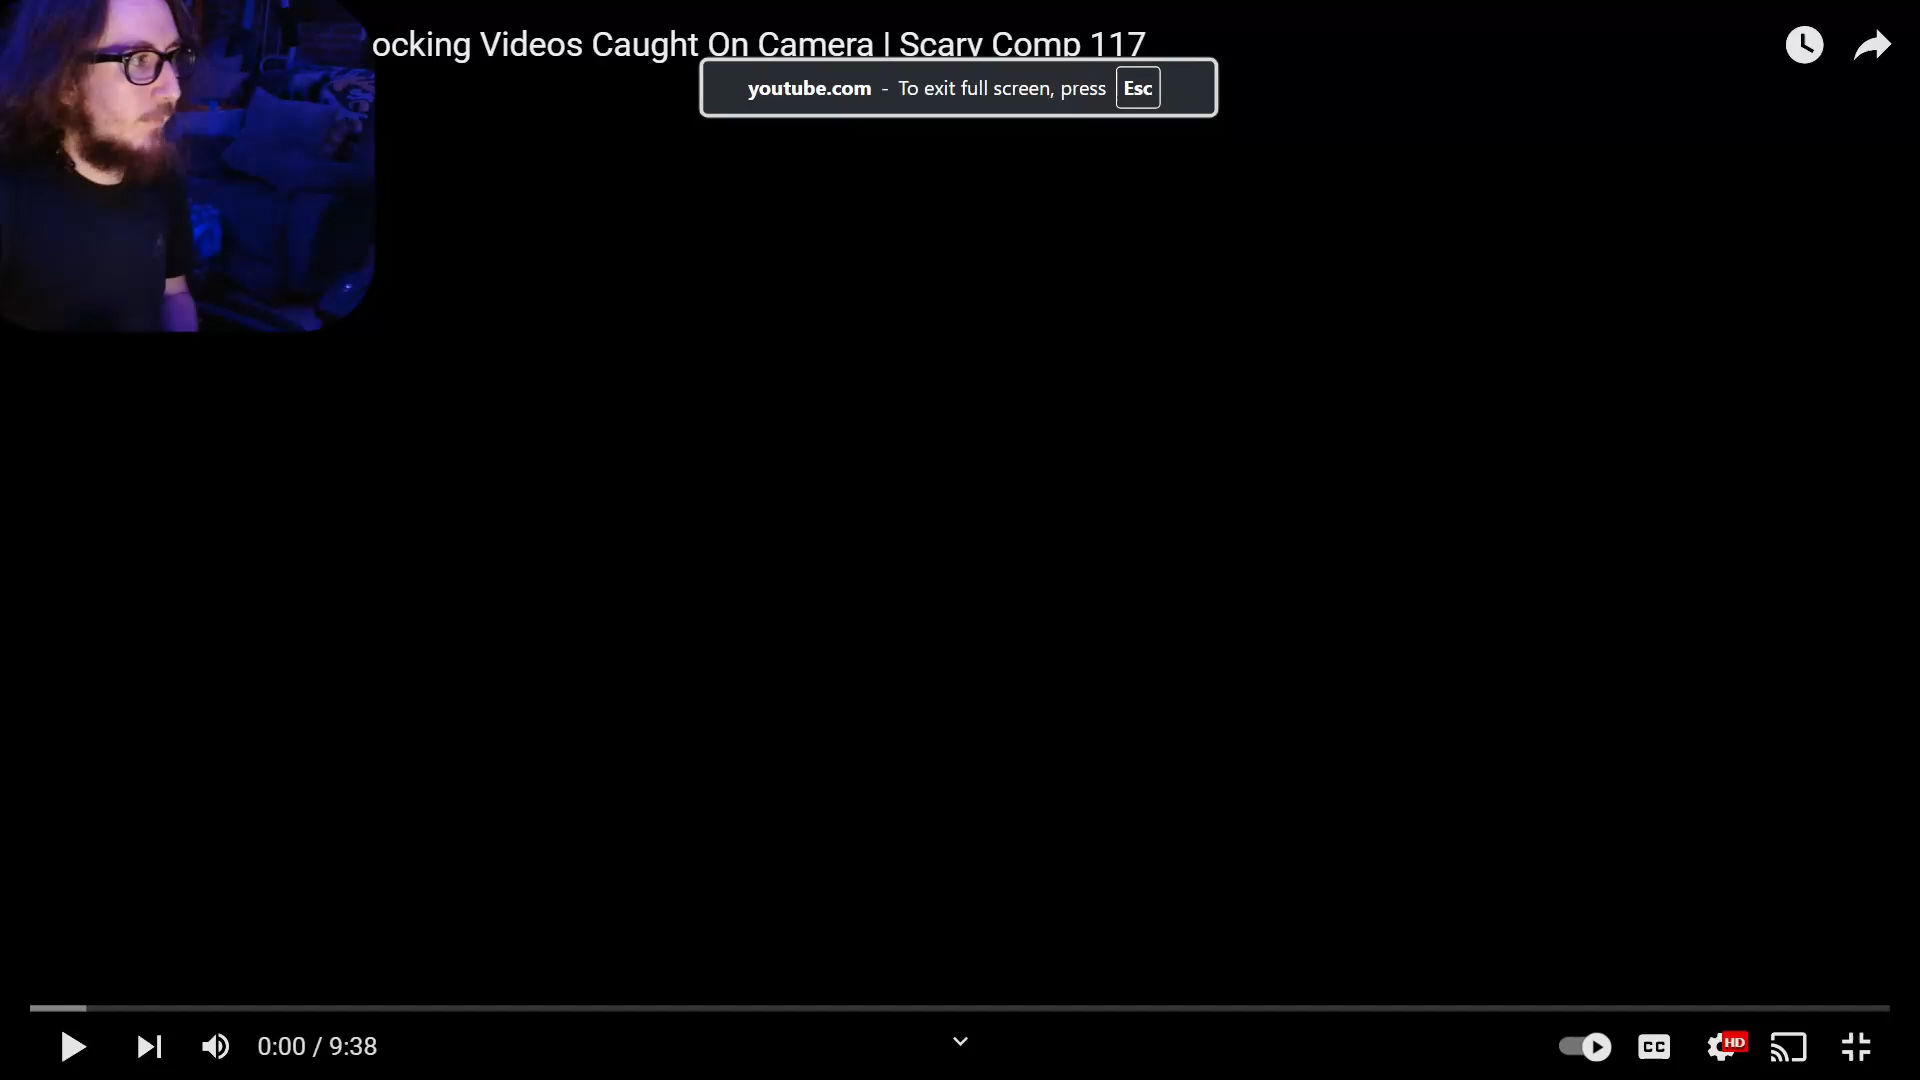 ocking Videos Caught On Camera | Scary Comp 117
youtube.com - To exit full screen, press Esc
0:00 / 9:38
CC
HD